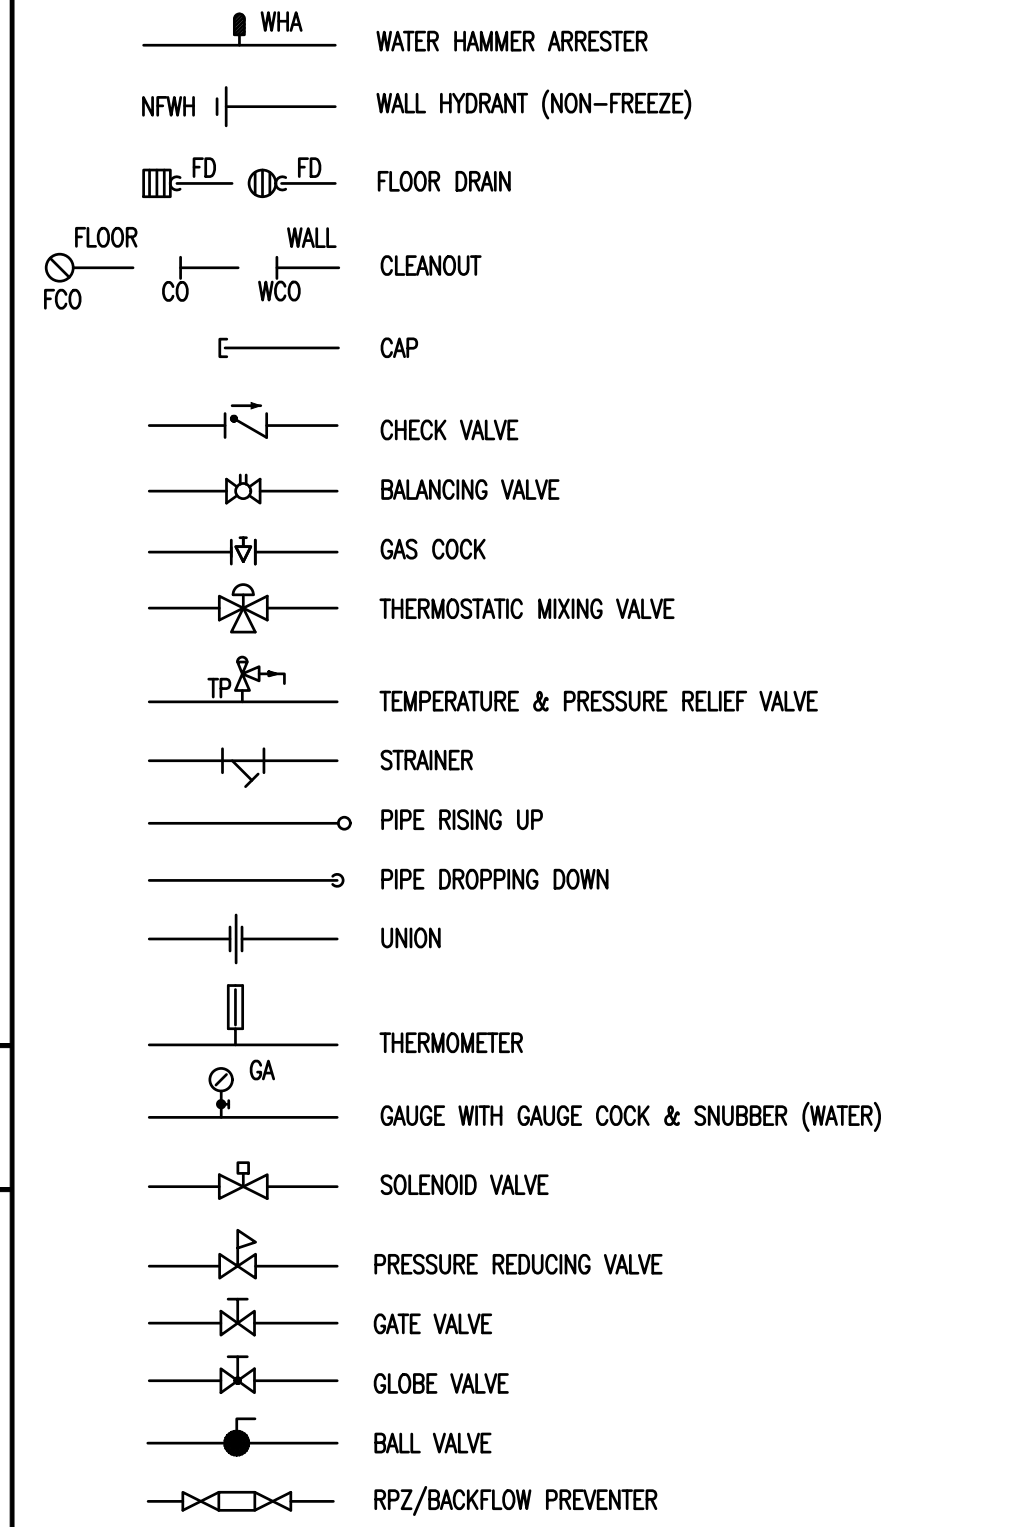 WHA
WATER HAMMER ARRESTER
NFWH
WALL HYDRANT (NON-FREEZE)
FD FD
FLOOR DRAIN
FLOOR WALL
CLEANOUT
FCO CO WCO
CAP
CHECK VALVE
BALANCING VALVE
GAS COCK
THERMOSTATIC MIXING VALVE
TP
TEMPERATURE & PRESSURE RELIEF VALVE
STRAINER
PIPE RISING UP
PIPE DROPPING DOWN
UNION
THERMOMETER
GA
GAUGE WITH GAUGE COCK & SNUBBER (WATER)
SOLENOID VALVE
PRESSURE REDUCING VALVE
GATE VALVE
GLOBE VALVE
BALL VALVE
RPZ/BACKFLOW PREVENTER